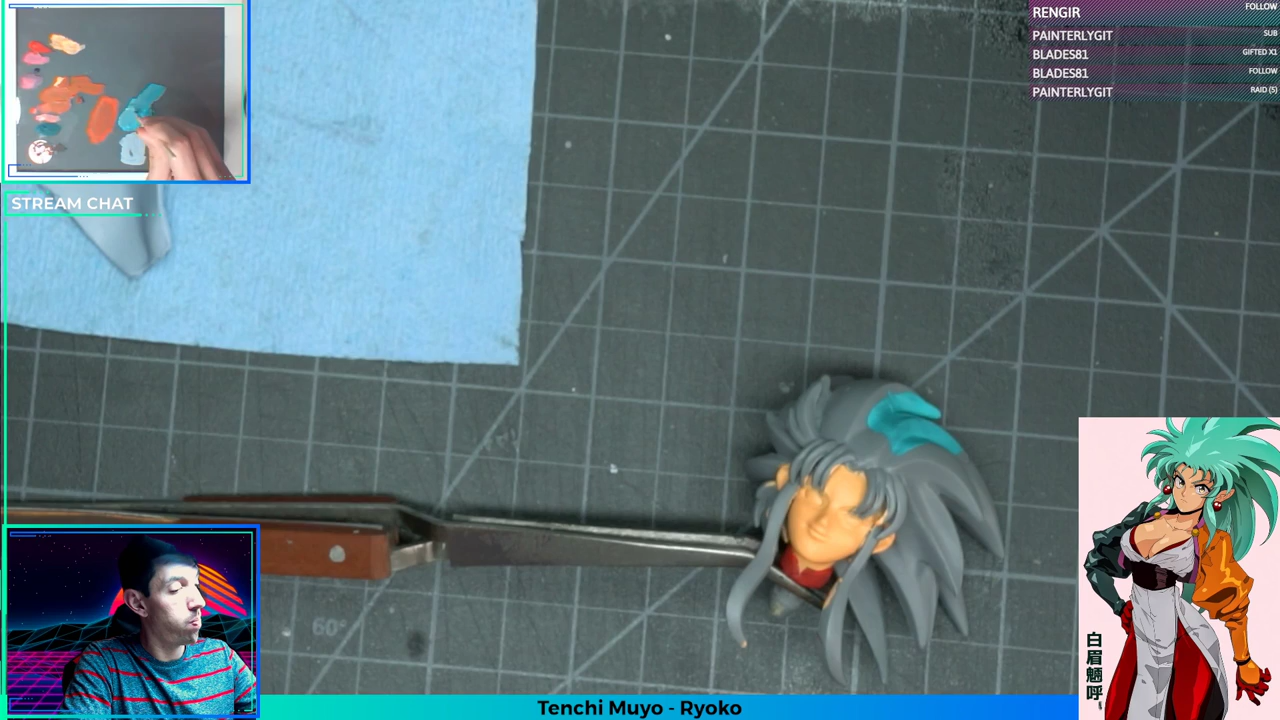 RENGIR FOLLOW
PAINTERLYGIT SUB
BLADES81 GIFTED X1
BLADES81 FOLLOW
PAINTERLYGIT RAID (5)
STREAM CHAT
60°
白眉魎呼。
Tenchi Muyo - Ryoko